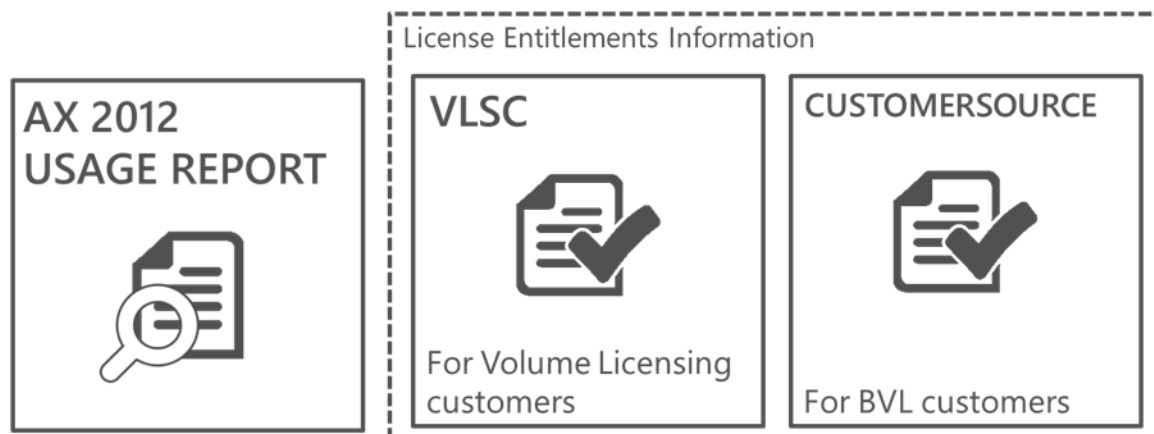 License Entitlements Information
AX 2012
USAGE REPORT
VLSC
For Volume Licensing
customers
CUSTOMERSOURCE
For BVL customers